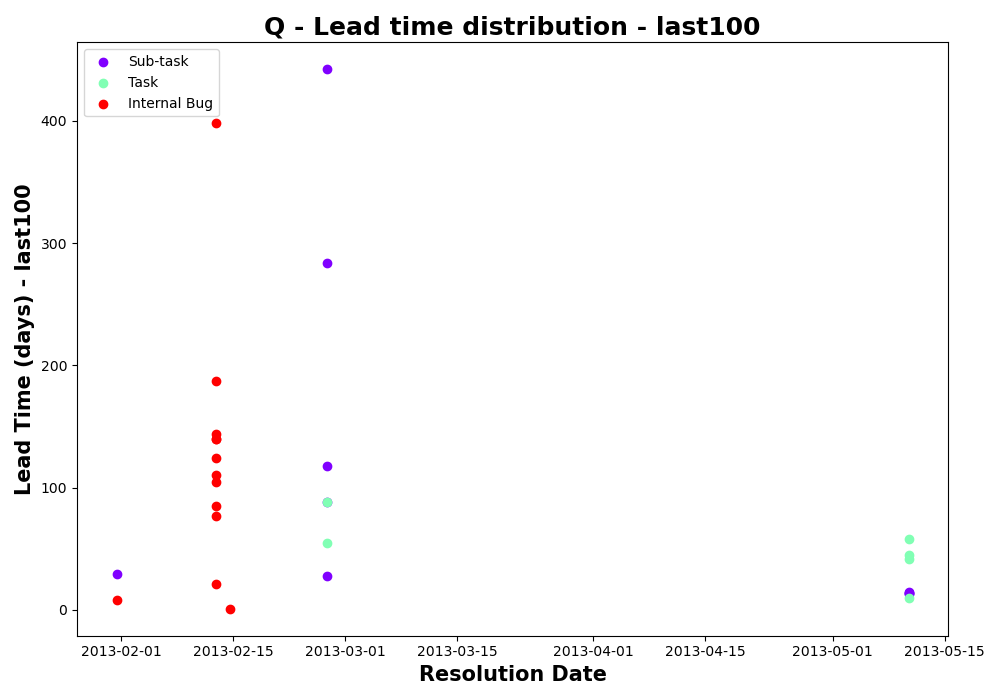 Q - Lead time distribution - last100
Sub-task
Task
Internal Bug
Lead Time (days) - last100
400
300
200
100
0
2013-02-01 2013-02-15 2013-03-01 2013-03-15 2013-04-01 2013-04-15 2013-05-01 2013-05-15
Resolution Date